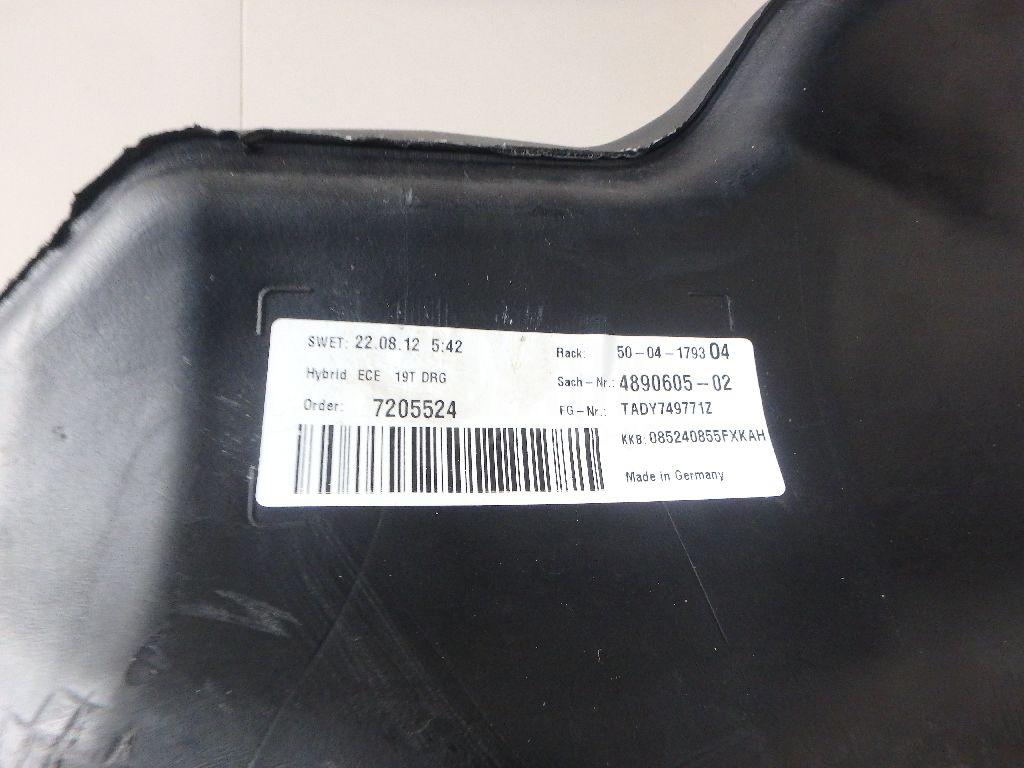 SWET: 22.08.12 5:42
Hybrid ECE 19T DRG
Order: 7205524
Rack: 50-04-1793 04
Sach-Nr.: 4890605-02
FG-Nr.: TADY749771Z
KKB: 085240855FXKAH
Made in Germany